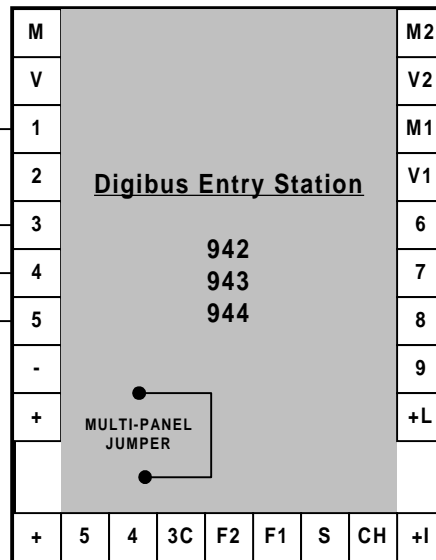 M
V
1
2
3
4
5
-
+
Digibus Entry Station
942
943
944
MULTI-PANEL
JUMPER
M2
V2
M1
V1
6
7
8
9
+L
+ 5 4 3C F2 F1 S CH +I